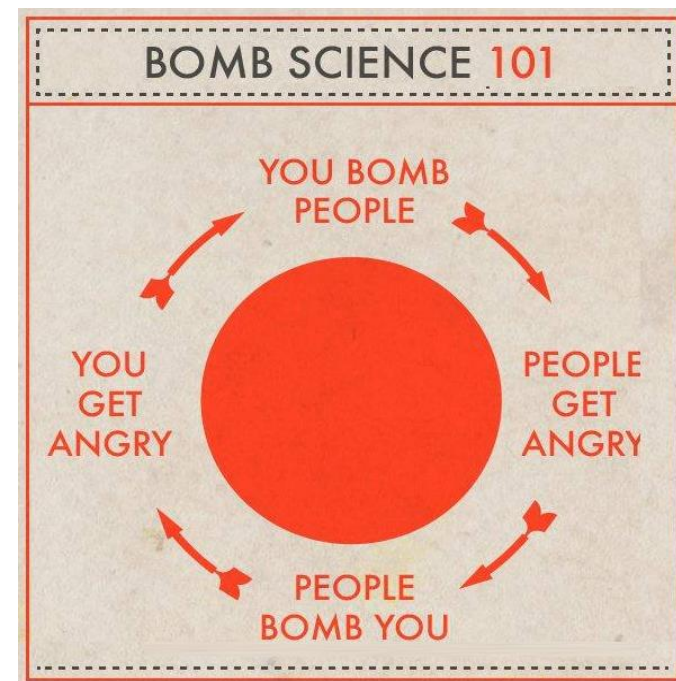 BOMB SCIENCE 101
YOU BOMB
PEOPLE
PEOPLE
GET
ANGRY
PEOPLE
BOMB YOU
YOU
GET
ANGRY